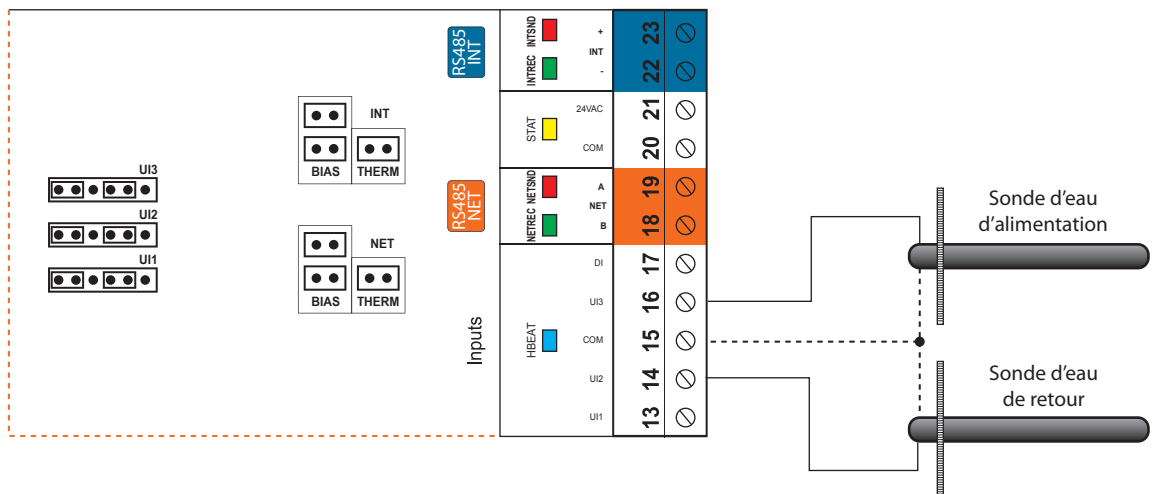 UI3
UI2
UI1
INT
BIAS
THERM
NET
BIAS
THERM
RS485
INT
RS485
NET
Inputs
INTREC INTSND
STAT
NETREC NETSND
HBEAT
+
INT
-
24VAC
COM
A
NET
B
DI
UI3
COM
UI2
UI1
23
22
21
20
19
18
17
16
15
14
13
Sonde d'eau
d'alimentation
Sonde d'eau
de retour